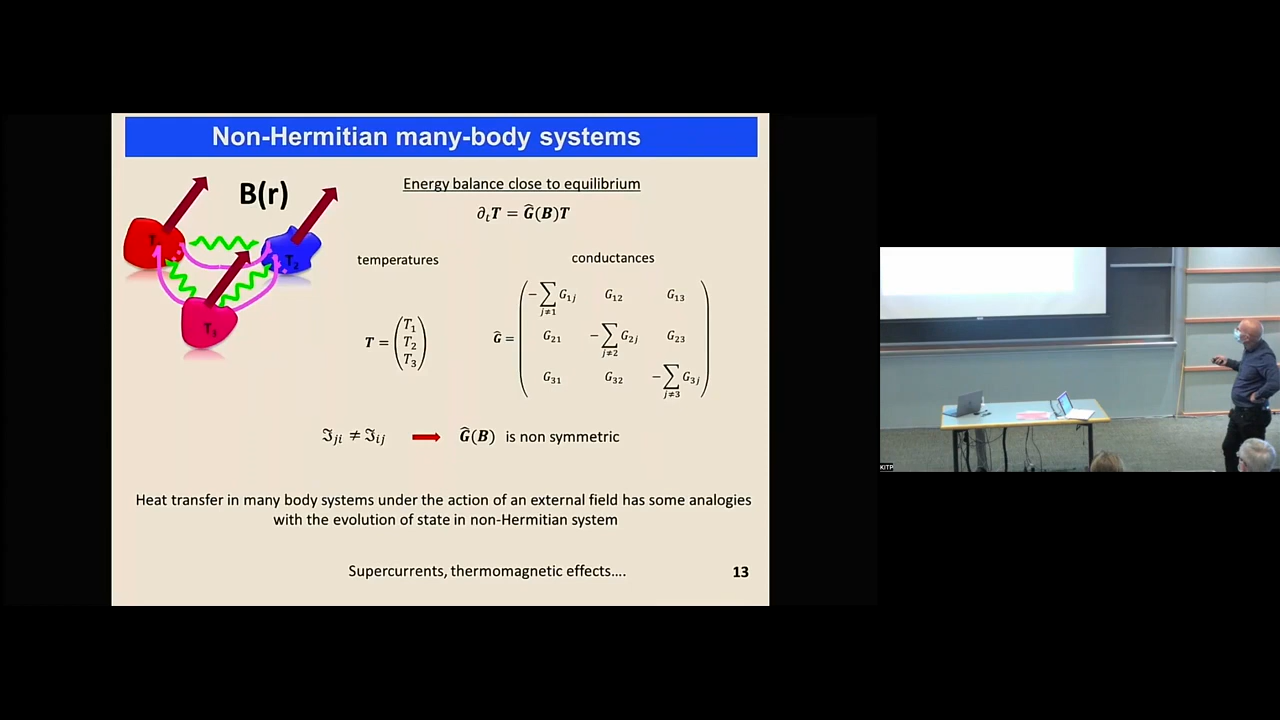 Non-Hermitian many-body systems
B(r)
Energy balance close to equilibrium
∂ₜT = Ĝ(B)T
temperatures
conductances
T = (T₁ T₂ T₃)
Ĝ =
−∑j≠1 G₁j G₁₂ G₁₃
G₂₁ −∑j≠2 G₂j G₂₃
G₃₁ G₃₂ −∑j≠3 G₃j
ℑji ≠ ℑij
Ĝ(B) is non symmetric
Heat transfer in many body systems under the action of an external field has some analogies
with the evolution of state in non-Hermitian system
Supercurrents, thermomagnetic effects....
13
KITP